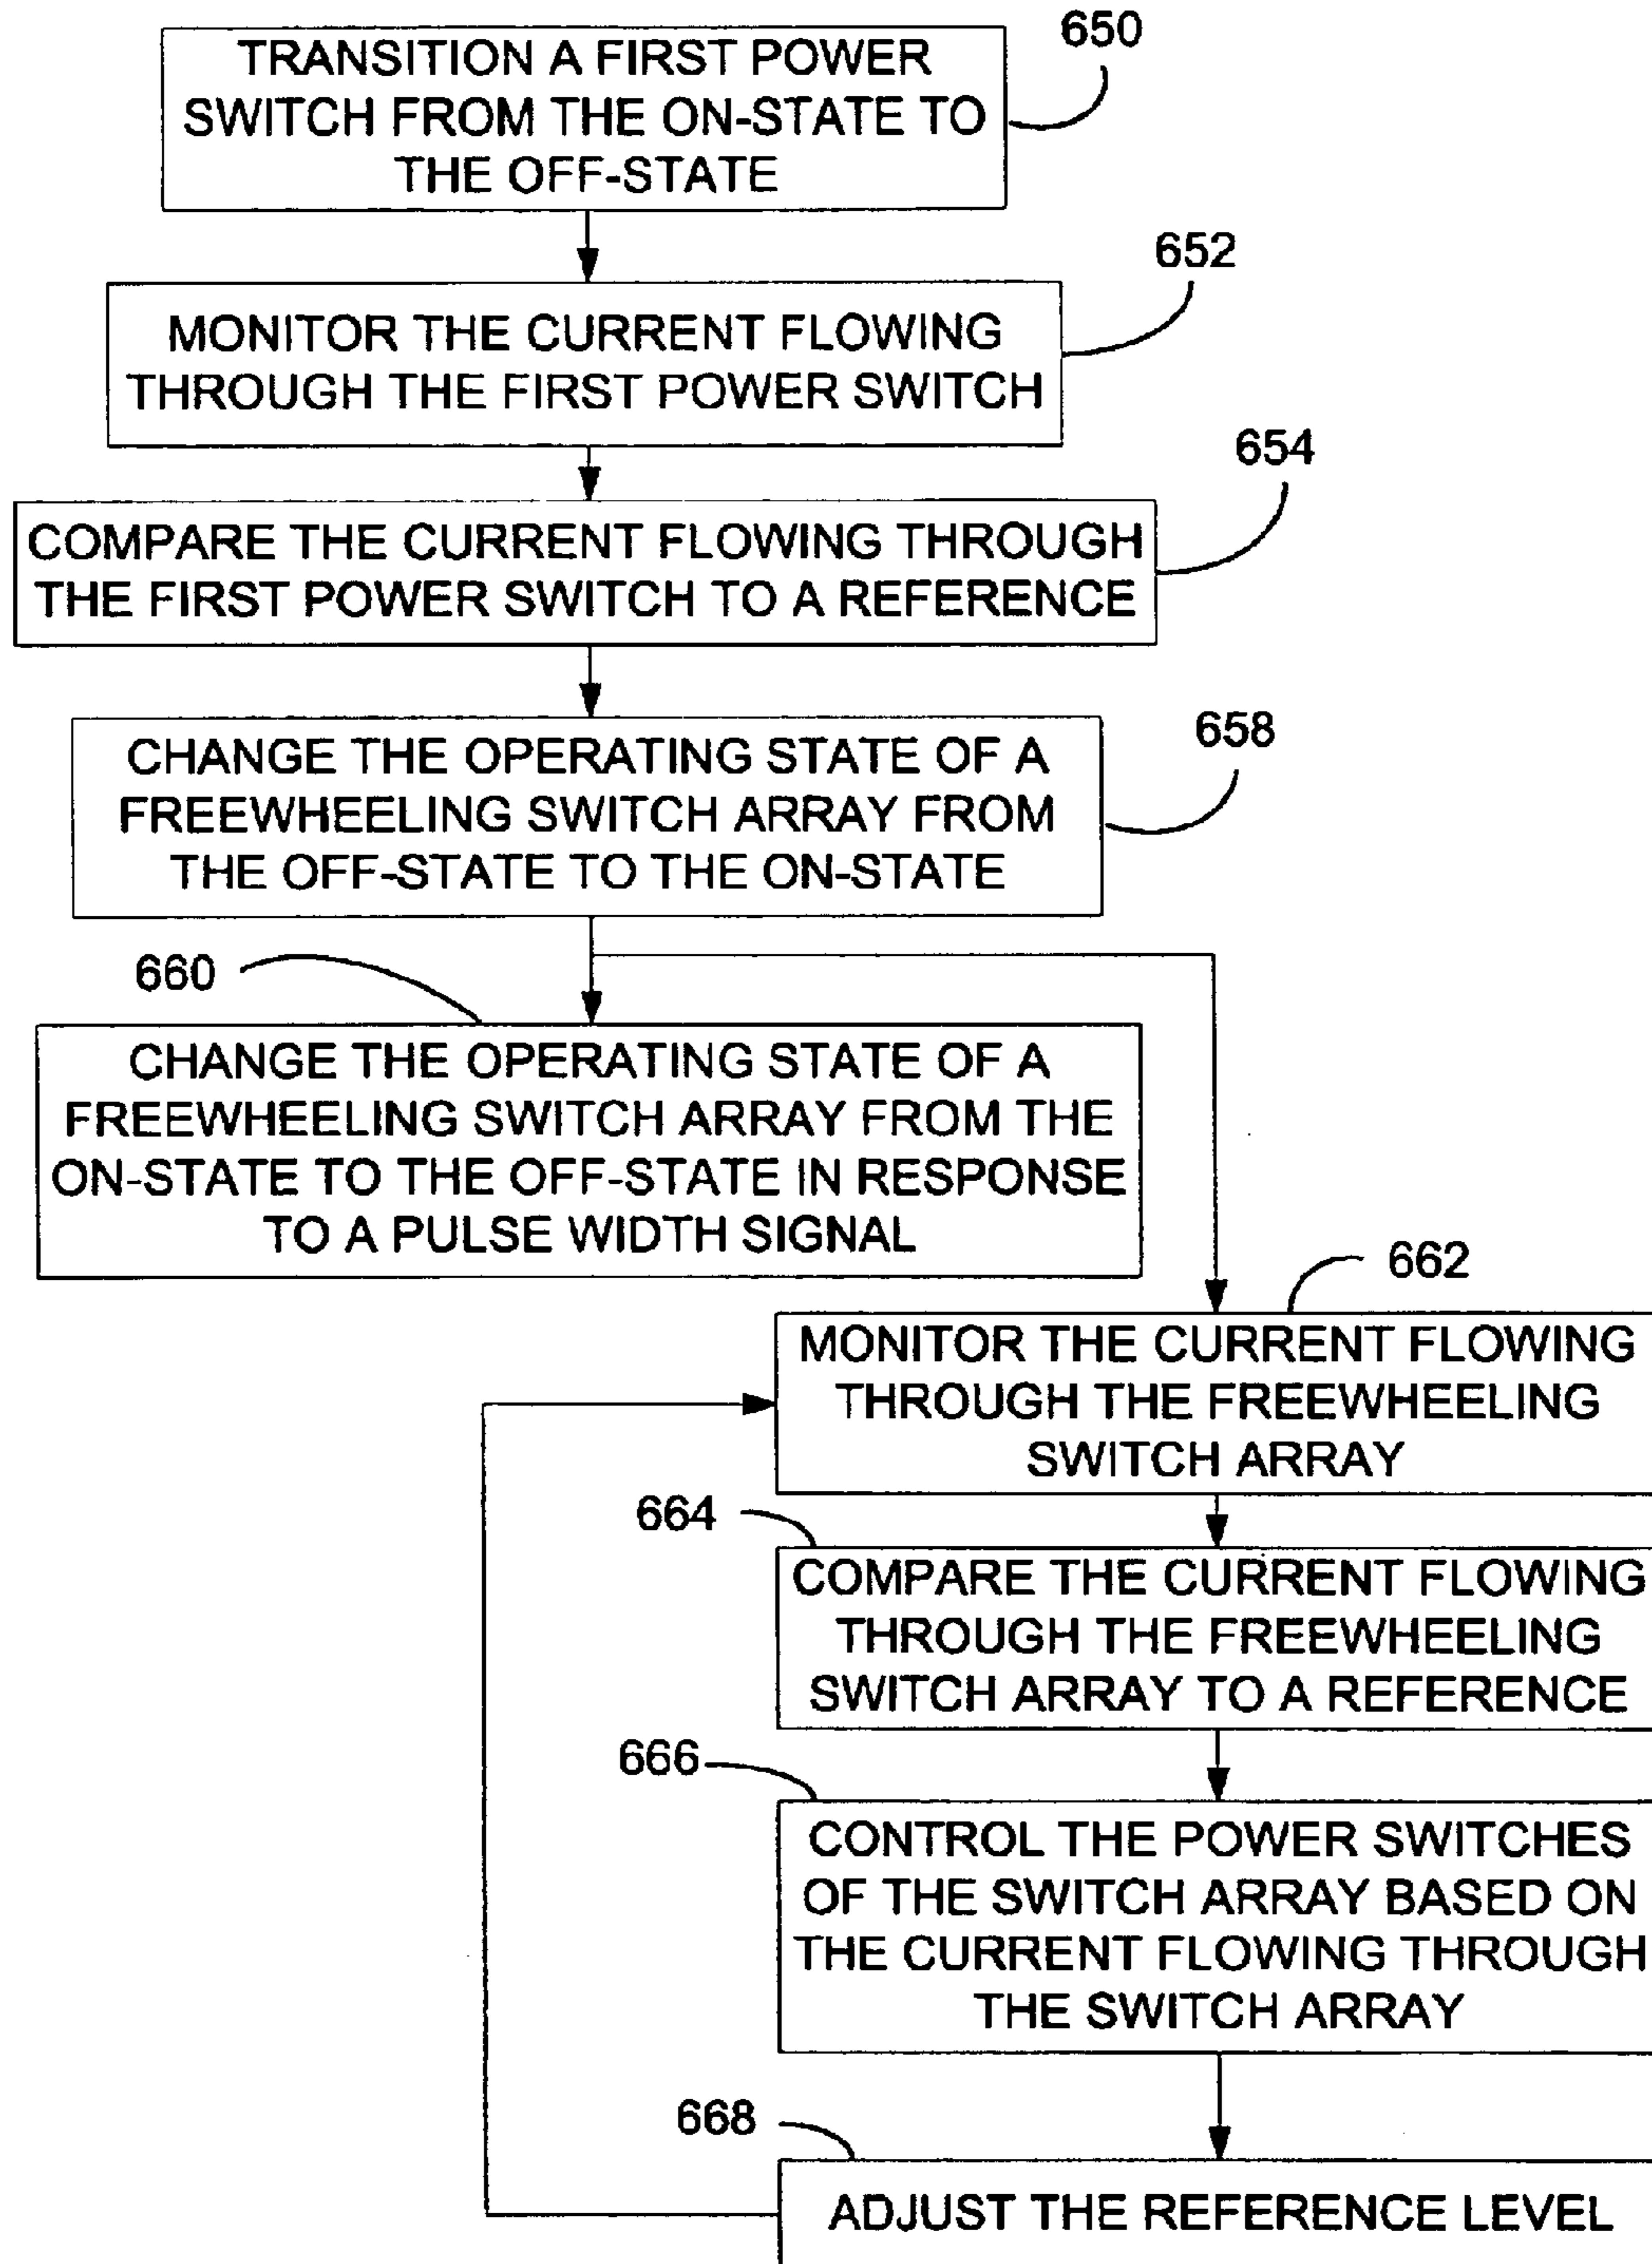 650
TRANSITION A FIRST POWER
SWITCH FROM THE ON-STATE TO
THE OFF-STATE
652
MONITOR THE CURRENT FLOWING
THROUGH THE FIRST POWER SWITCH
654
COMPARE THE CURRENT FLOWING THROUGH
THE FIRST POWER SWITCH TO A REFERENCE
658
CHANGE THE OPERATING STATE OF A
FREEWHEELING SWITCH ARRAY FROM
THE OFF-STATE TO THE ON-STATE
660
CHANGE THE OPERATING STATE OF A
FREEWHEELING SWITCH ARRAY FROM THE
ON-STATE TO THE OFF-STATE IN RESPONSE
TO A PULSE WIDTH SIGNAL
662
MONITOR THE CURRENT FLOWING
THROUGH THE FREEWHEELING
SWITCH ARRAY
664
COMPARE THE CURRENT FLOWING
THROUGH THE FREEWHEELING
SWITCH ARRAY TO A REFERENCE
666
CONTROL THE POWER SWITCHES
OF THE SWITCH ARRAY BASED ON
THE CURRENT FLOWING THROUGH
THE SWITCH ARRAY
668
ADJUST THE REFERENCE LEVEL